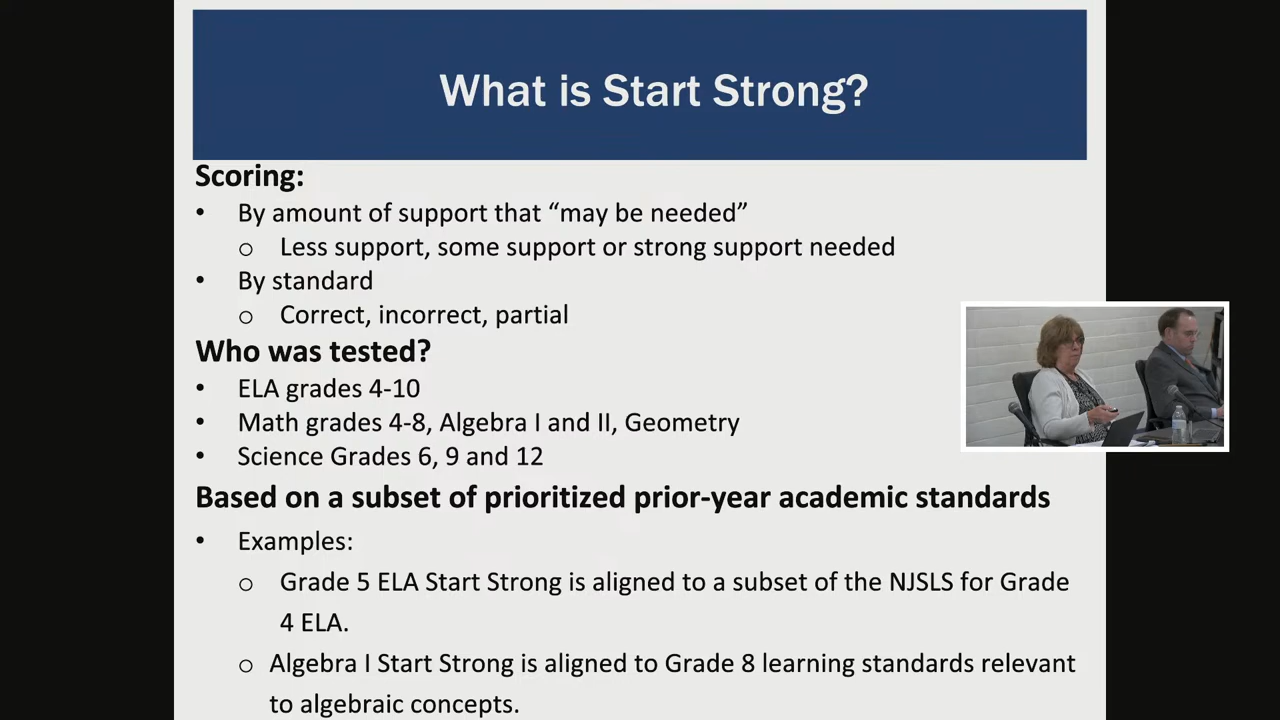 What is Start Strong?
Scoring:
• By amount of support that “may be needed”
o Less support, some support or strong support needed
• By standard
o Correct, incorrect, partial
Who was tested?
• ELA grades 4-10
• Math grades 4-8, Algebra I and II, Geometry
• Science Grades 6, 9 and 12
Based on a subset of prioritized prior-year academic standards
• Examples:
o Grade 5 ELA Start Strong is aligned to a subset of the NJSLS for Grade
4 ELA.
o Algebra I Start Strong is aligned to Grade 8 learning standards relevant
to algebraic concepts.